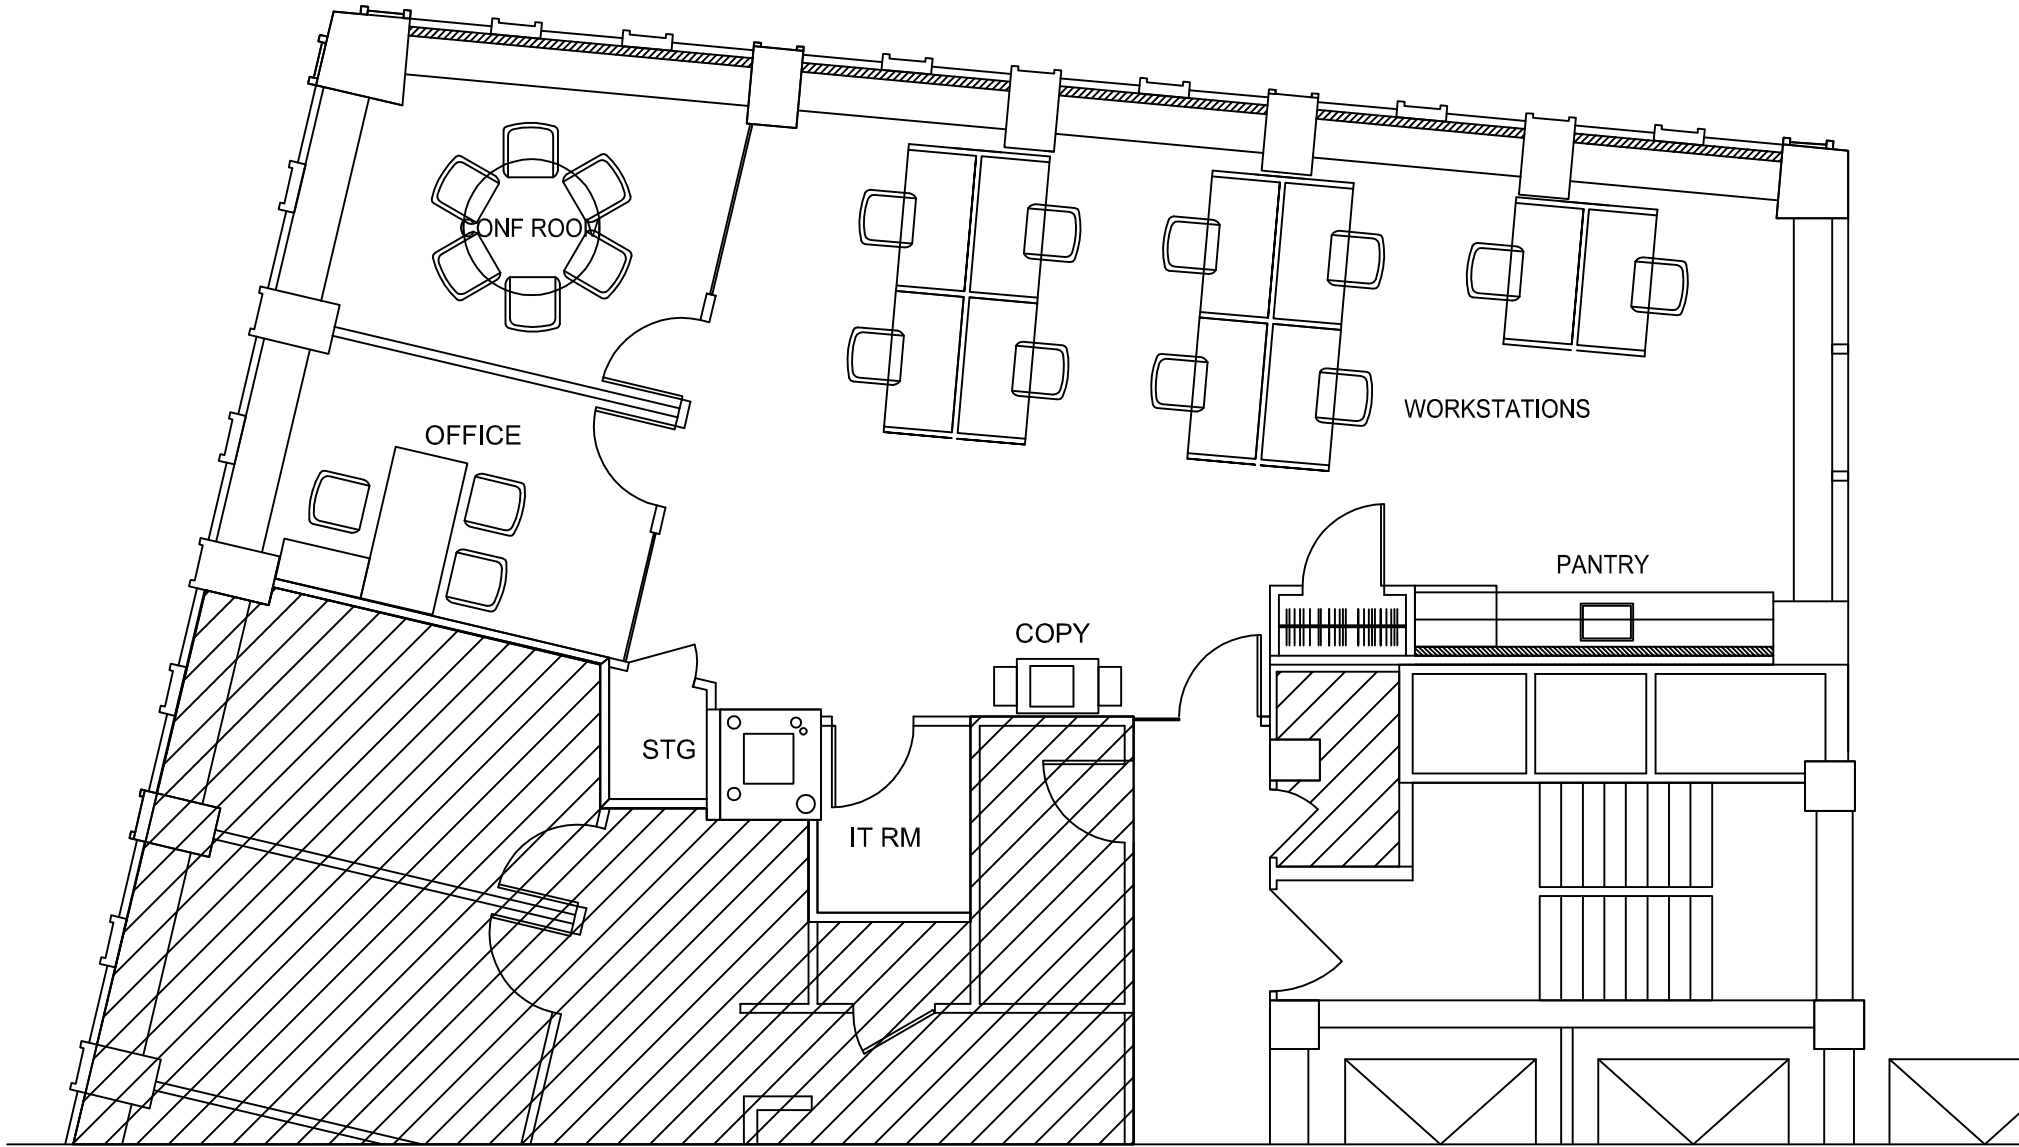 CONF ROOM
OFFICE
WORKSTATIONS
PANTRY
COPY
STG
IT RM